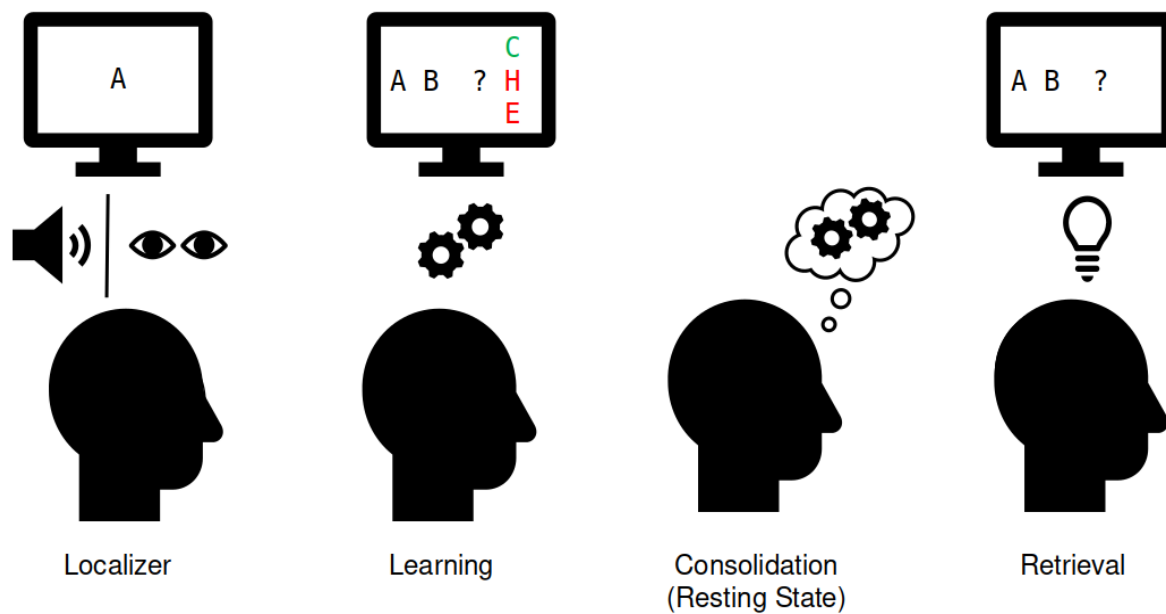 A
A B ? C
H
E
A B ?
Localizer
Learning
Consolidation
(Resting State)
Retrieval